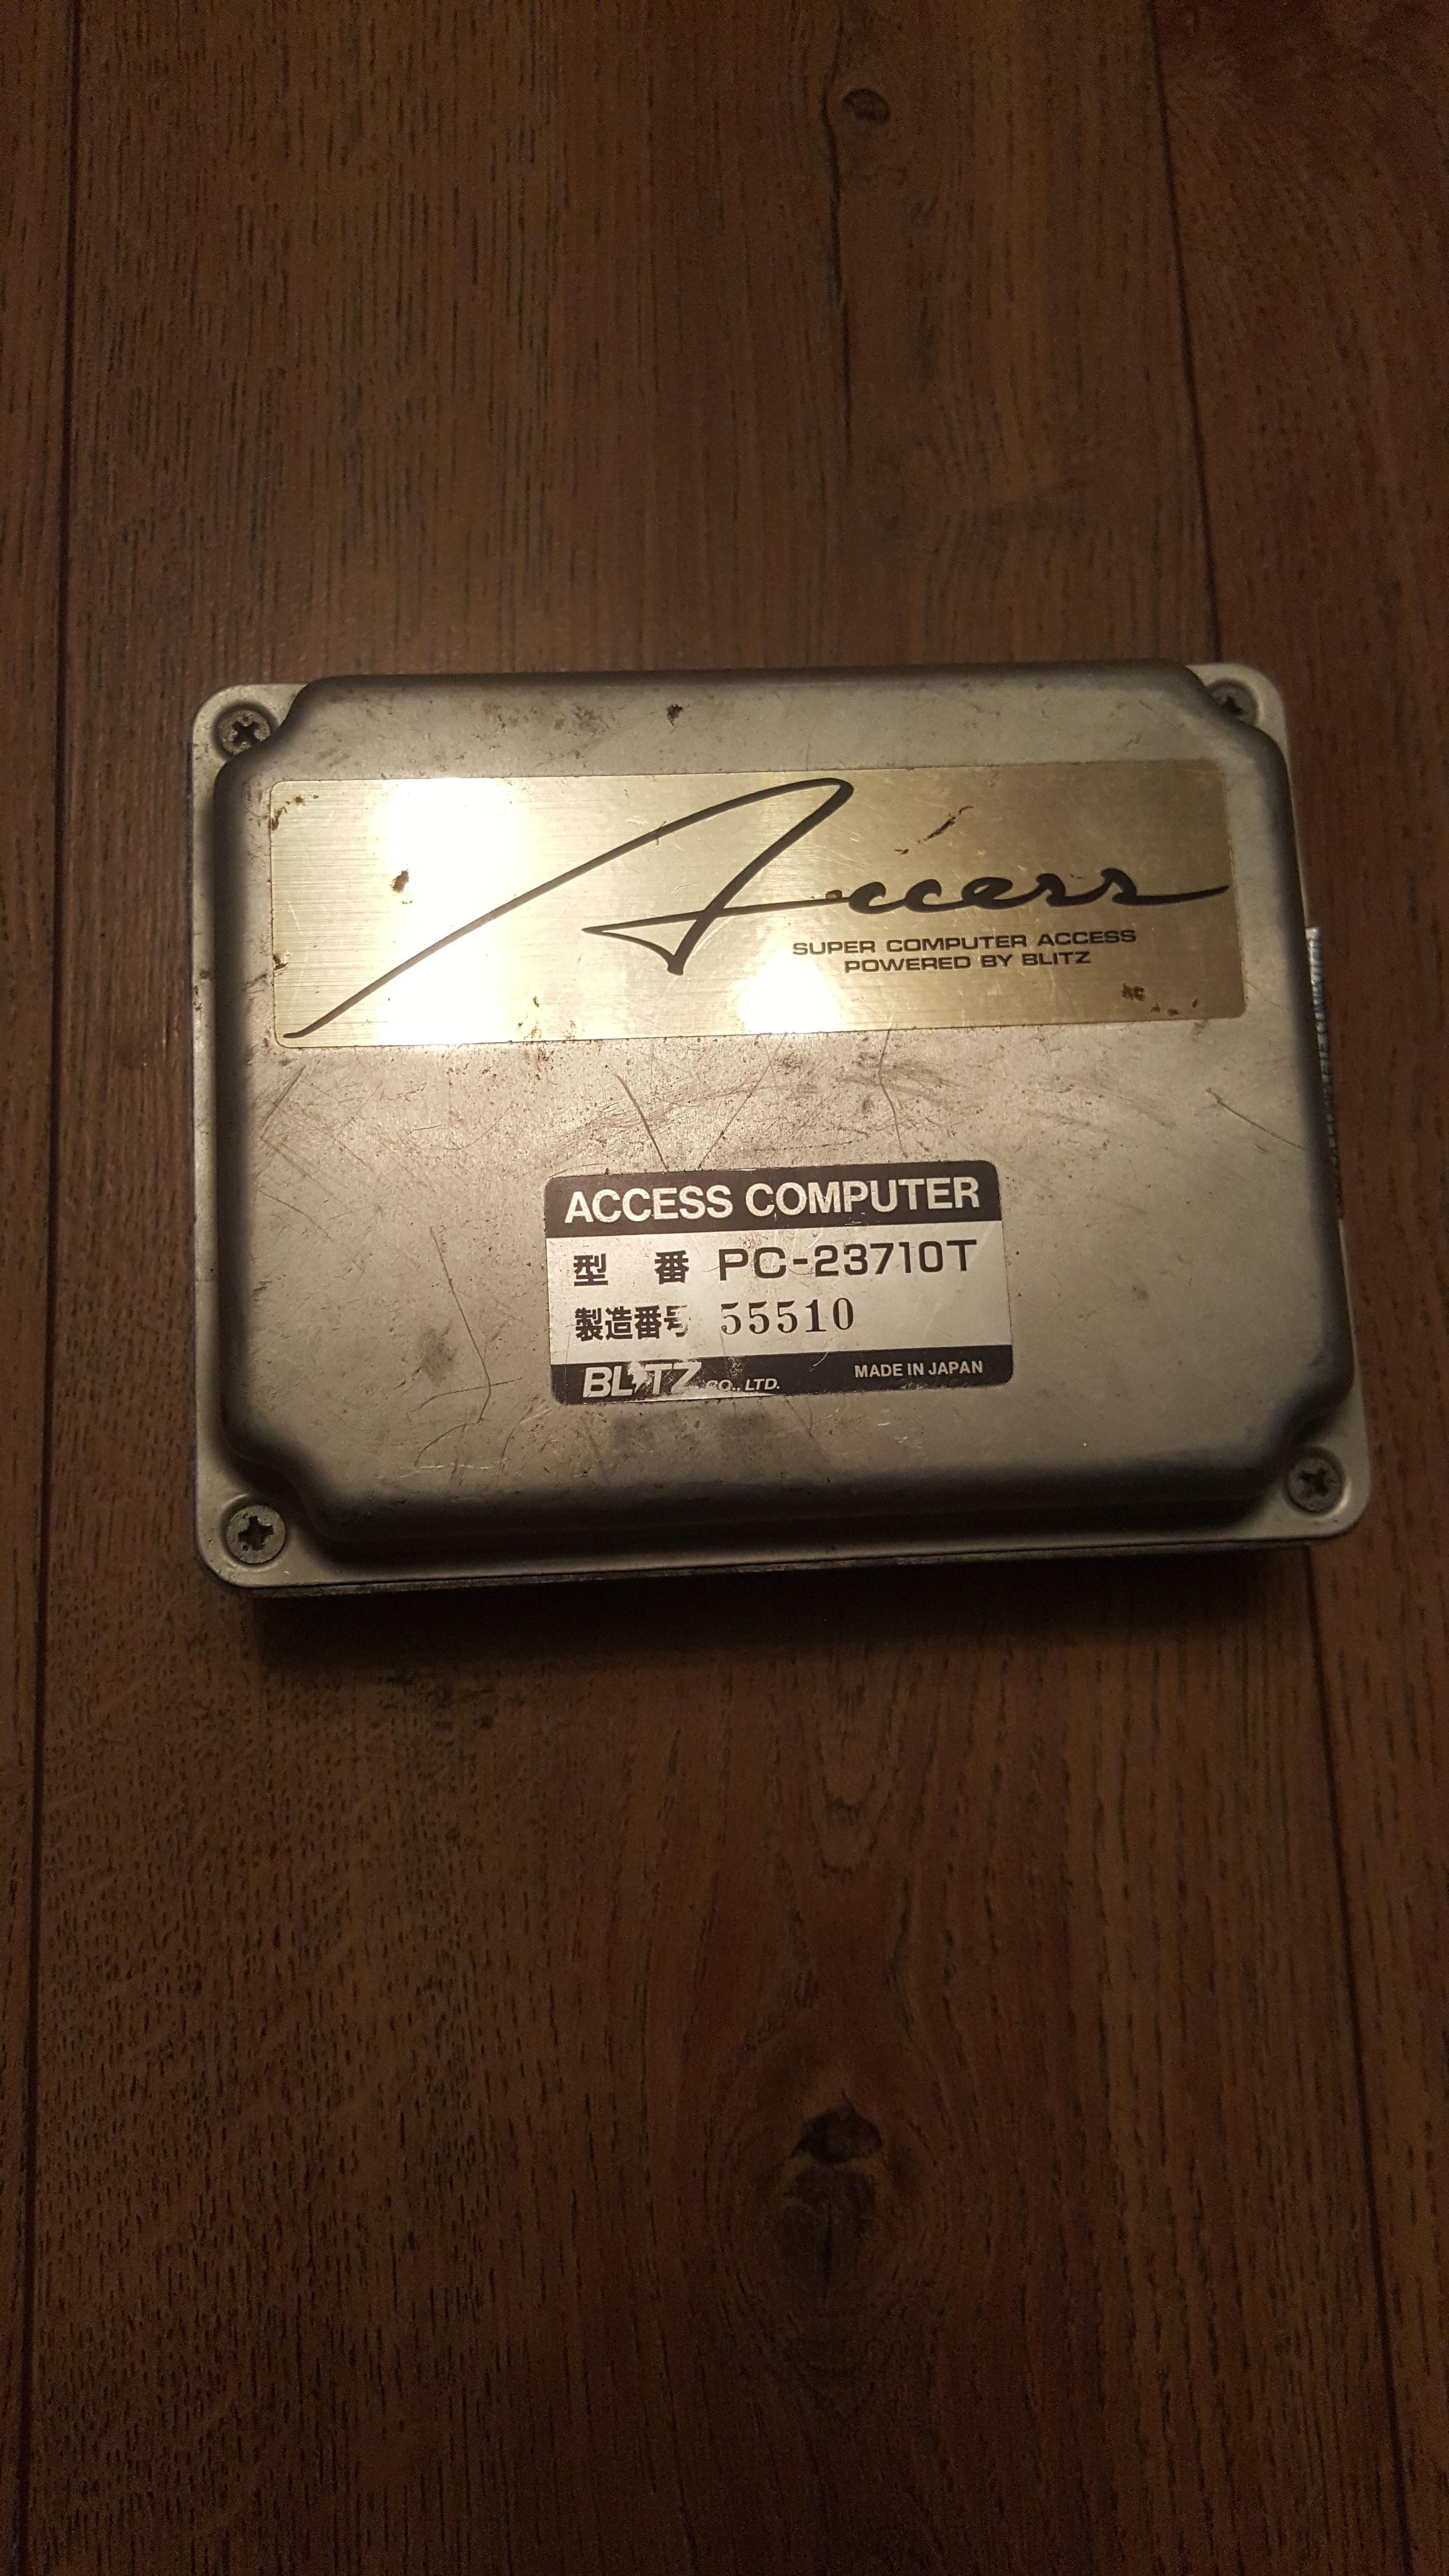 Access
SUPER COMPUTER ACCESS
POWERED BY BLITZ
ACCESS COMPUTER
型 番 PC-23710T
製造番号 55510
BLITZ CO., LTD. MADE IN JAPAN